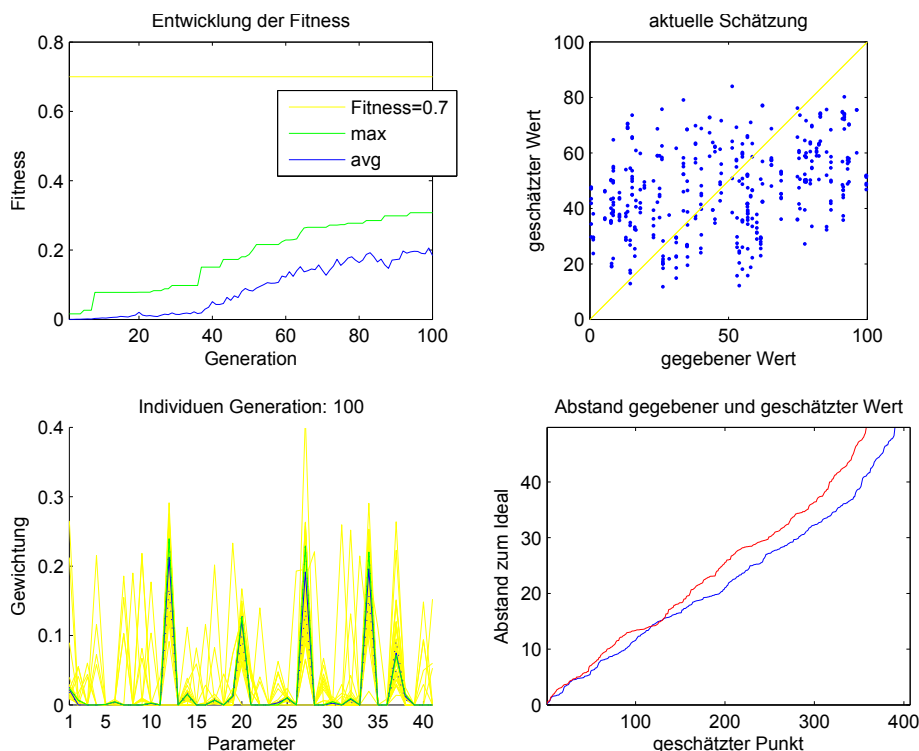 Entwicklung der Fitness
0.8
0.6
0.4
0.2
0
20
40
60
80
100
Fitness
Generation
Fitness=0.7
max
avg
aktuelle Schätzung
100
80
60
40
20
0
0
50
100
geschätzter Wert
gegebener Wert
Individuen Generation: 100
0.4
0.3
0.2
0.1
0
1
5
10
15
20
25
30
35
40
Gewichtung
Parameter
Abstand gegebener und geschätzter Wert
40
30
20
10
0
100
200
300
400
Abstand zum Ideal
geschätzter Punkt